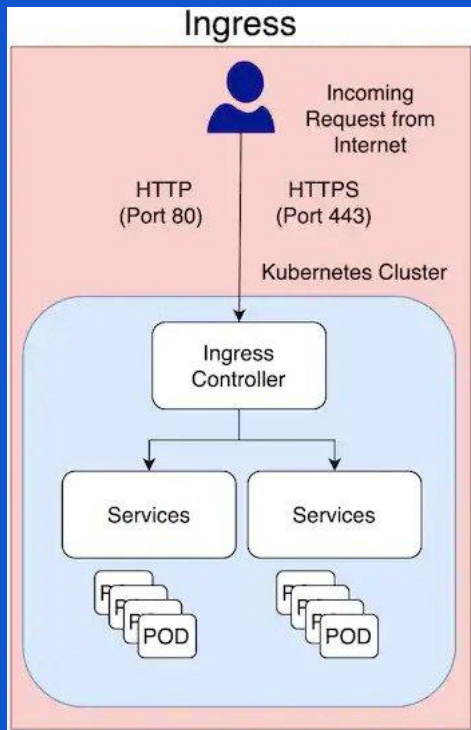 Ingress
Incoming
Request from
Internet
HTTP
(Port 80)
HTTPS
(Port 443)
Kubernetes Cluster
Ingress
Controller
Services
Services
POD
POD